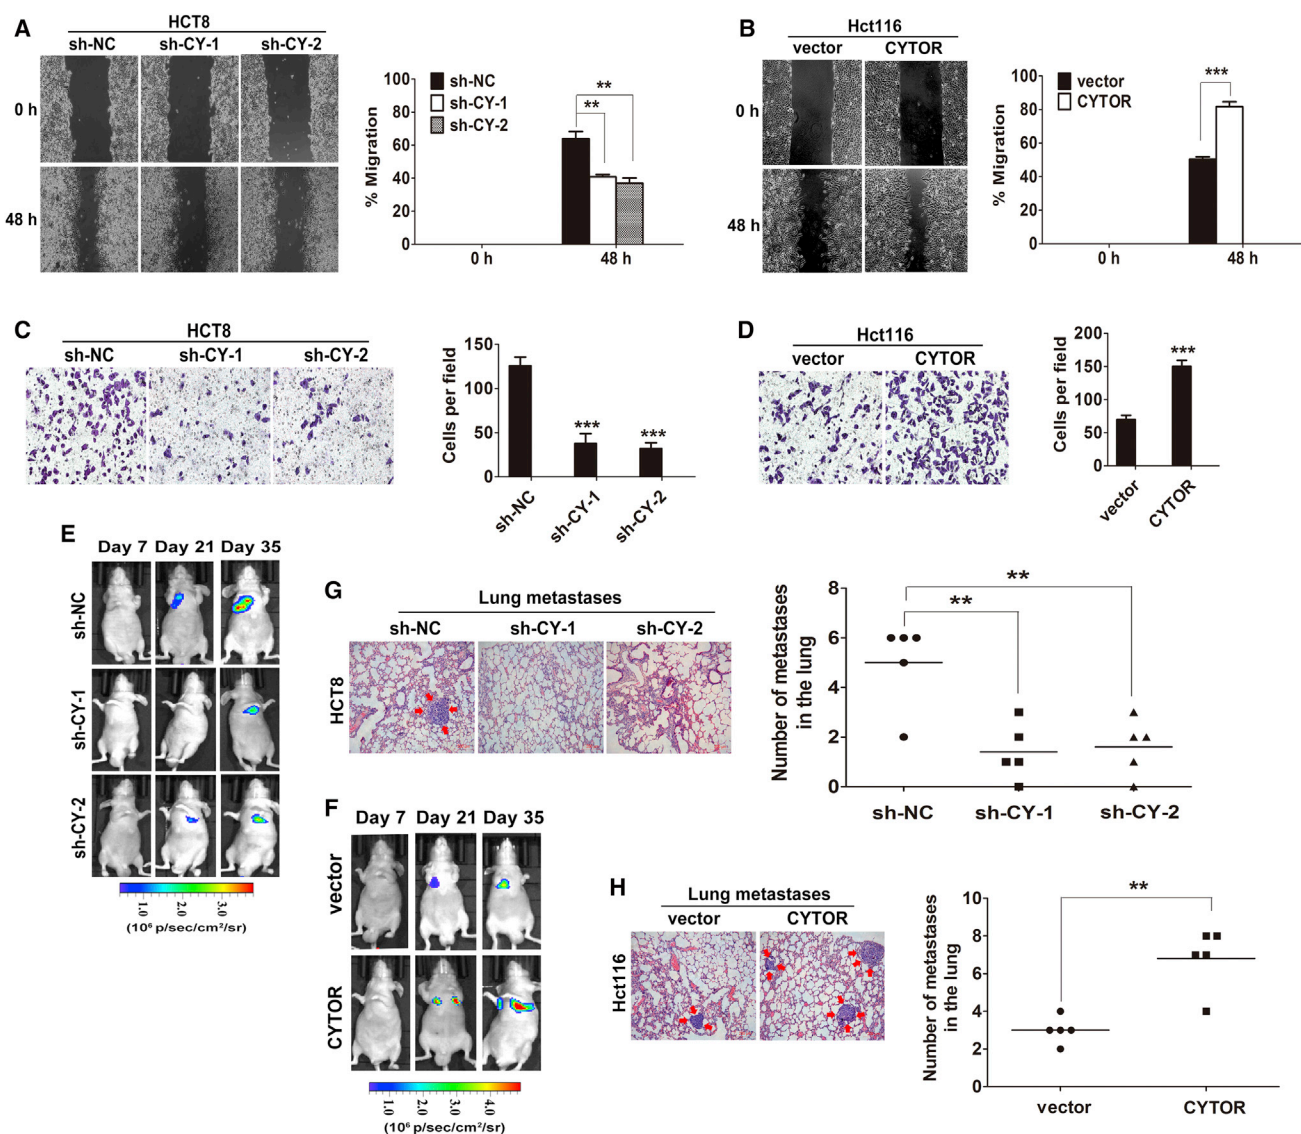 A
HCT8
sh-NC sh-CY-1 sh-CY-2
0 h
48 h
% Migration
100
80
60
40
20
0
sh-NC
sh-CY-1
sh-CY-2
**
**
0 h 48 h
B
Hct116
vector CYTOR
0 h
48 h
% Migration
100
80
60
40
20
0
vector
CYTOR
***
0 h 48 h
C
HCT8
sh-NC sh-CY-1 sh-CY-2
Cells per field
150
100
50
0
*** ***
sh-NC sh-CY-1 sh-CY-2
D
Hct116
vector CYTOR
Cells per field
200
150
100
50
0
***
vector CYTOR
E
Day 7 Day 21 Day 35
sh-NC
sh-CY-1
sh-CY-2
1.0 2.0 3.0
(10⁶ p/sec/cm²/sr)
F
Day 7 Day 21 Day 35
vector
CYTOR
1.0 2.0 3.0 4.0 5.0
(10⁶ p/sec/cm²/sr)
G
Lung metastases
sh-NC sh-CY-1 sh-CY-2
HCT8
Number of metastases
in the lung
8
6
4
2
0
**
**
sh-NC sh-CY-1 sh-CY-2
H
Lung metastases
vector CYTOR
Hct116
Number of metastases
in the lung
10
8
6
4
2
0
**
vector CYTOR